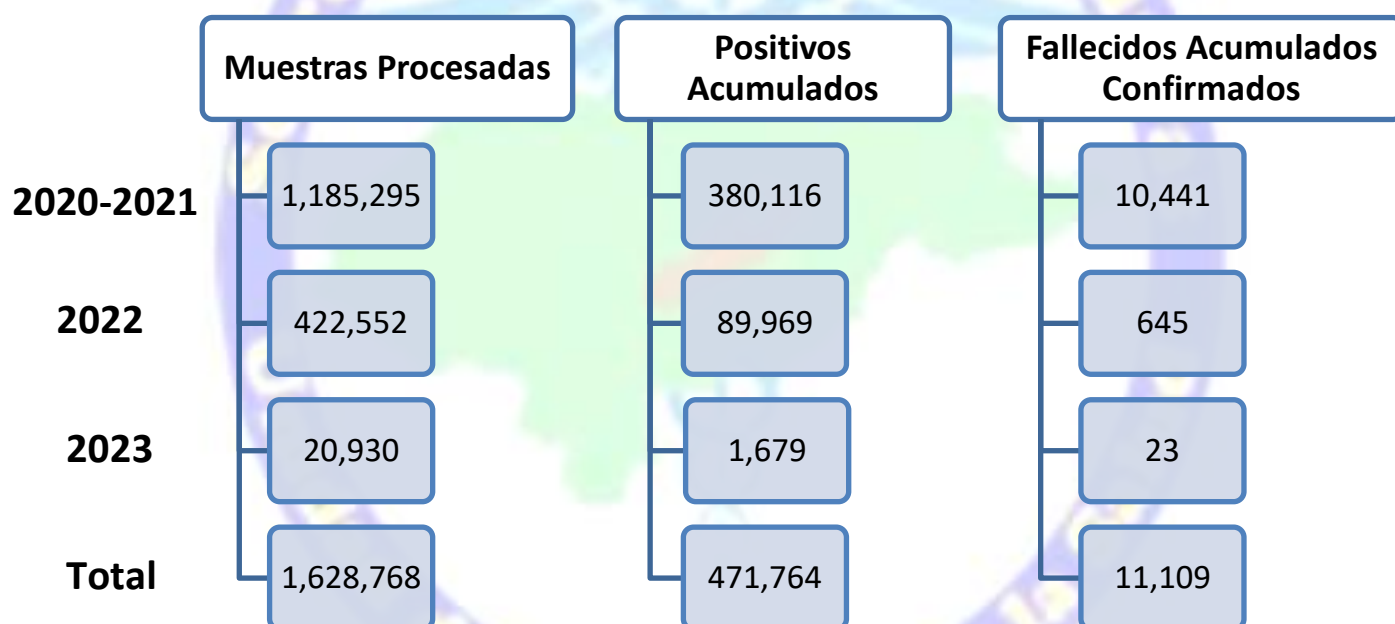 Muestras Procesadas
Positivos
Acumulados
Fallecidos Acumulados
Confirmados
2020-2021
1,185,295
380,116
10,441
2022
422,552
89,969
645
2023
20,930
1,679
23
Total
1,628,768
471,764
11,109